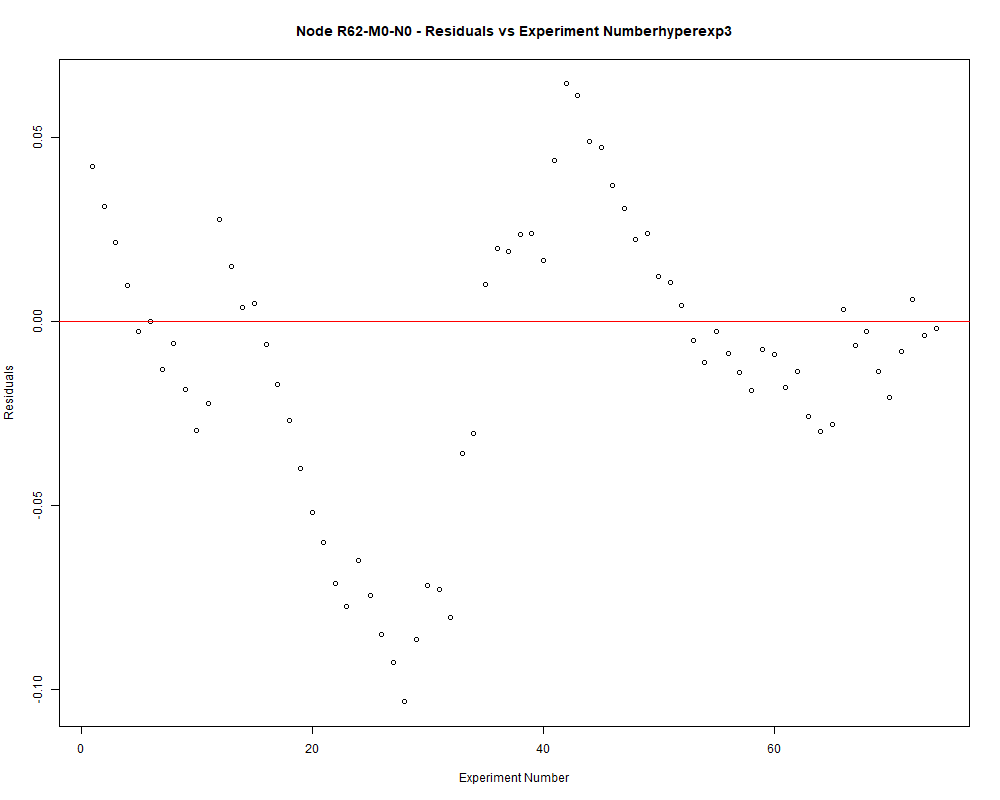 Node R62-M0-N0 - Residuals vs Experiment Numberhyperexp3
0.05
0.00
-0.05
-0.10
Residuals
0 20 40 60
Experiment Number